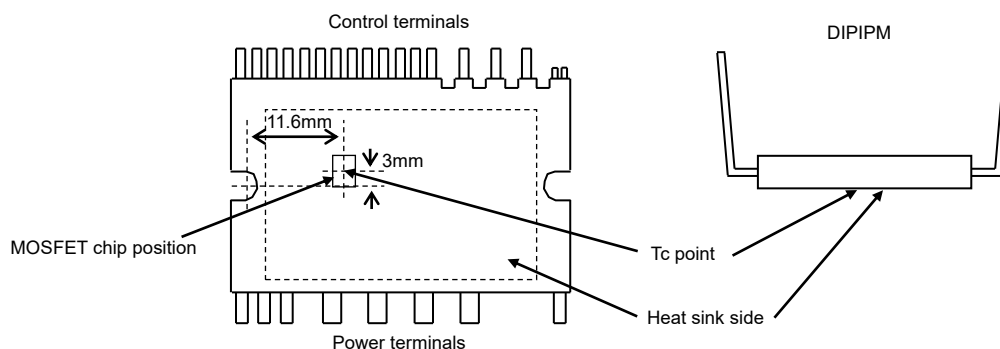 Control terminals
DIPIPM
11.6mm
3mm
MOSFET chip position
Tc point
Heat sink side
Power terminals